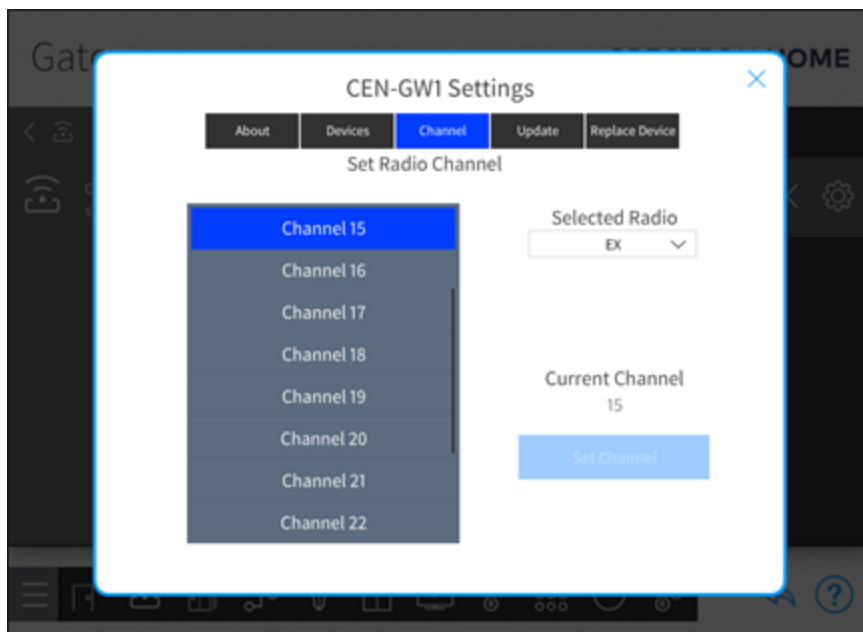 CEN-GW1 Settings
About Devices Channel Update Replace Device
Set Radio Channel
Channel 15
Channel 16
Channel 17
Channel 18
Channel 19
Channel 20
Channel 21
Channel 22
Selected Radio
EX
Current Channel
15
Set Channel
?